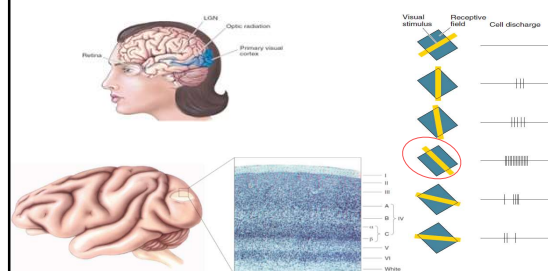 LGN
Optic radiation
Primary visual
cortex
Retina
Visual stimulus
Receptive field
Cell discharge
I
II
III
A
B
IV
α
C
β
V
VI
White